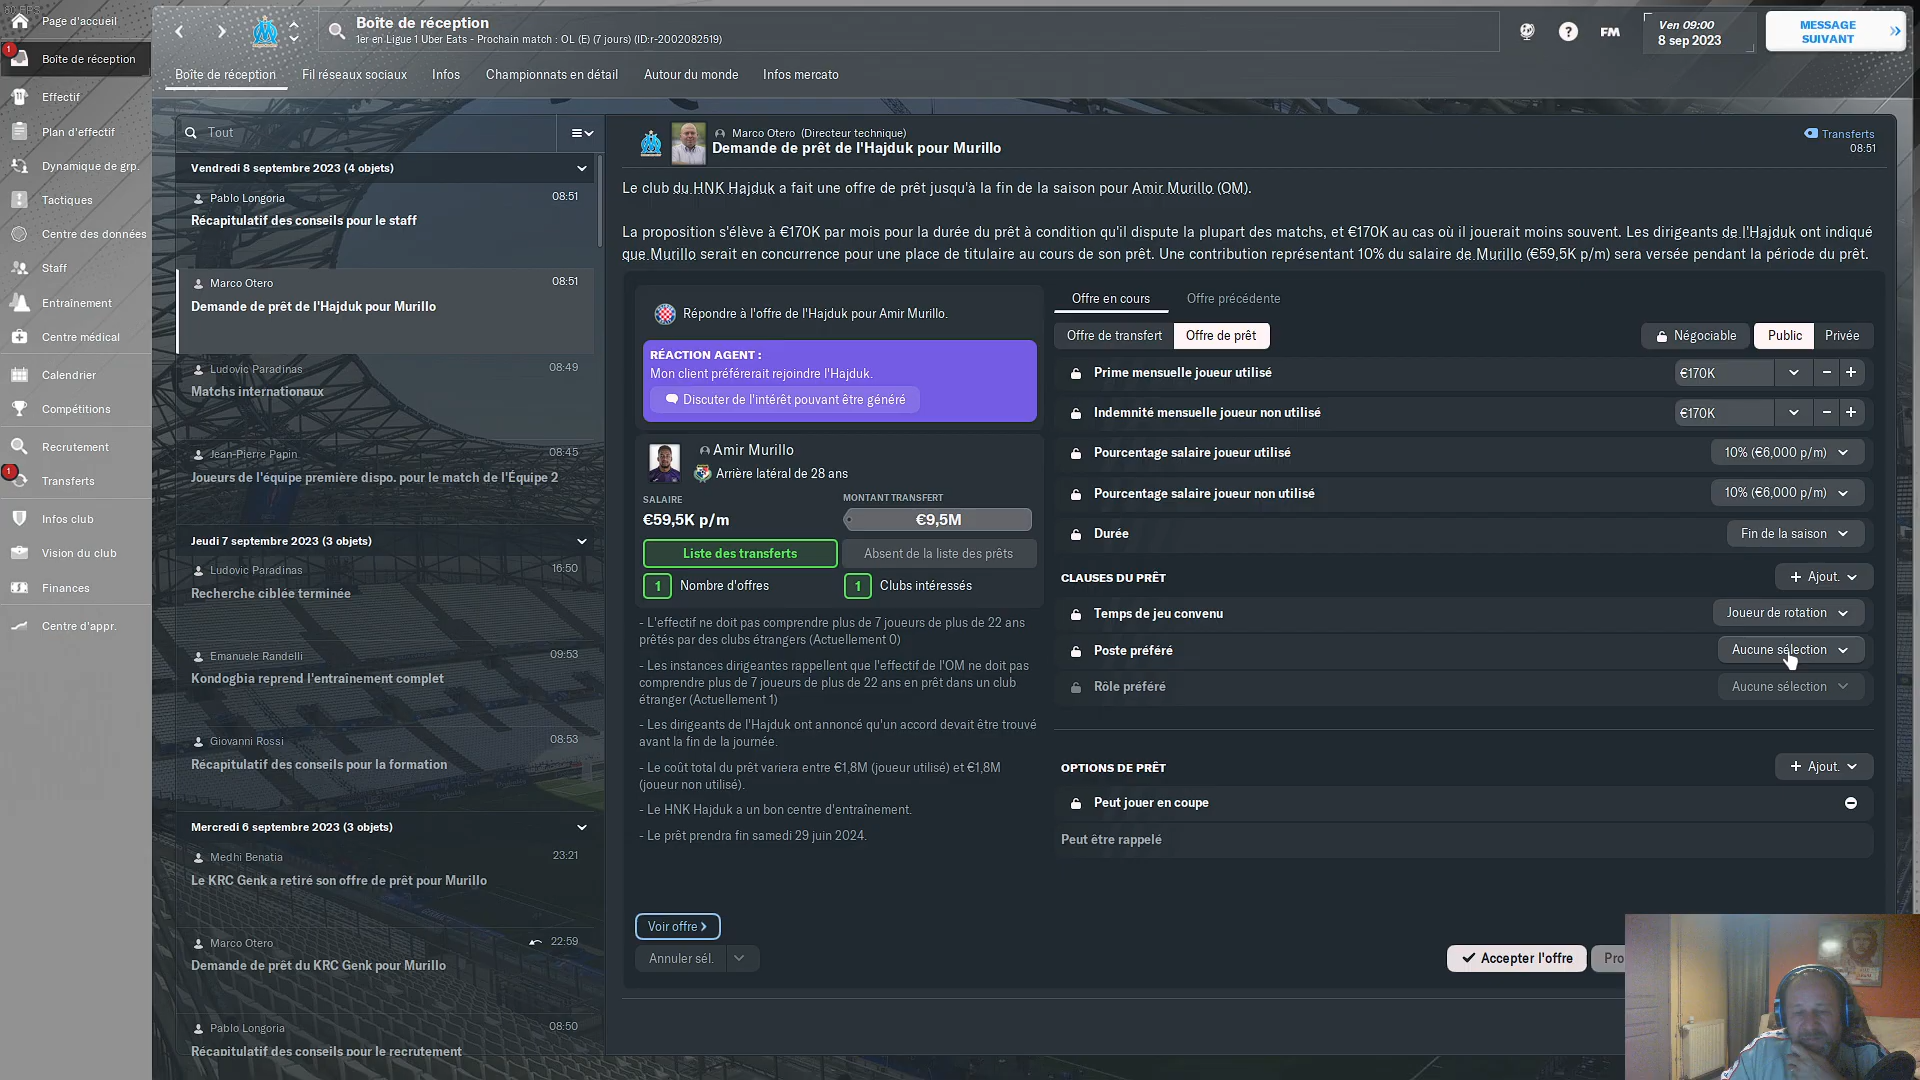 Page d'accueil
1
Boîte de réception
Effectif
Plan d'effectif
Dynamique de grp.
Tactiques
Centre des données
Staff
Entraînement
Centre médical
Calendrier
Compétitions
Recrutement
1
Transferts
Infos club
Vision du club
Finances
Centre d'appr.
Boîte de réception
1er en Ligue 1 Uber Eats - Prochain match : OL (E) (7 jours) (ID:r-2002082519)
FM
Ven 09:00
8 sep 2023
MESSAGE
SUIVANT
Boîte de réception
Fil réseaux sociaux
Infos
Championnats en détail
Autour du monde
Infos mercato
Tout
Vendredi 8 septembre 2023 (4 objets)
Pablo Longoria 08:51
Récapitulatif des conseils pour le staff
Marco Otero 08:51
Demande de prêt de l'Hajduk pour Murillo
Ludovic Paradinas 08:49
Matchs internationaux
Jean-Pierre Papin 08:45
Joueurs de l'équipe première dispo. pour le match de l'Équipe 2
Jeudi 7 septembre 2023 (3 objets)
Ludovic Paradinas 16:50
Recherche ciblée terminée
Emanuele Randelli 09:53
Kondogbia reprend l'entraînement complet
Giovanni Rossi 08:53
Récapitulatif des conseils pour la formation
Mercredi 6 septembre 2023 (3 objets)
Medhi Benatia 23:21
Le KRC Genk a retiré son offre de prêt pour Murillo
Marco Otero 22:59
Demande de prêt du KRC Genk pour Murillo
Pablo Longoria 08:50
Récapitulatif des conseils pour le recrutement
Marco Otero (Directeur technique)
Demande de prêt de l'Hajduk pour Murillo
Transferts
08:51
Le club du HNK Hajduk a fait une offre de prêt jusqu'à la fin de la saison pour Amir Murillo (OM).
La proposition s'élève à €170K par mois pour la durée du prêt à condition qu'il dispute la plupart des matchs, et €170K au cas où il jouerait moins souvent. Les dirigeants de l'Hajduk ont indiqué
que Murillo serait en concurrence pour une place de titulaire au cours de son prêt. Une contribution représentant 10% du salaire de Murillo (€59,5K p/m) sera versée pendant la période du prêt.
Répondre à l'offre de l'Hajduk pour Amir Murillo.
RÉACTION AGENT :
Mon client préférerait rejoindre l'Hajduk.
Discuter de l'intérêt pouvant être généré
Amir Murillo
Arrière latéral de 28 ans
SALAIRE
€59,5K p/m
MONTANT TRANSFERT
€9,5M
Liste des transferts
Absent de la liste des prêts
1 Nombre d'offres
1 Clubs intéressés
- L'effectif ne doit pas comprendre plus de 7 joueurs de plus de 22 ans
prêtés par des clubs étrangers (Actuellement 0)
- Les instances dirigeantes rappellent que l'effectif de l'OM ne doit pas
comprendre plus de 7 joueurs de plus de 22 ans en prêt dans un club
étranger (Actuellement 1)
- Les dirigeants de l'Hajduk ont annoncé qu'un accord devait être trouvé
avant la fin de la journée.
- Le coût total du prêt variera entre €1,8M (joueur utilisé) et €1,8M
(joueur non utilisé).
- Le HNK Hajduk a un bon centre d'entraînement.
- Le prêt prendra fin samedi 29 juin 2024.
Voir offre
Annuler sél.
Offre en cours
Offre précédente
Offre de transfert
Offre de prêt
Négociable
Public
Privée
Prime mensuelle joueur utilisé €170K
Indemnité mensuelle joueur non utilisé €170K
Pourcentage salaire joueur utilisé 10% (€6,000 p/m)
Pourcentage salaire joueur non utilisé 10% (€6,000 p/m)
Durée Fin de la saison
CLAUSES DU PRÊT Ajout.
Temps de jeu convenu Joueur de rotation
Poste préféré Aucune sélection
Rôle préféré Aucune sélection
OPTIONS DE PRÊT Ajout.
Peut jouer en coupe
Peut être rappelé
Accepter l'offre
Pro